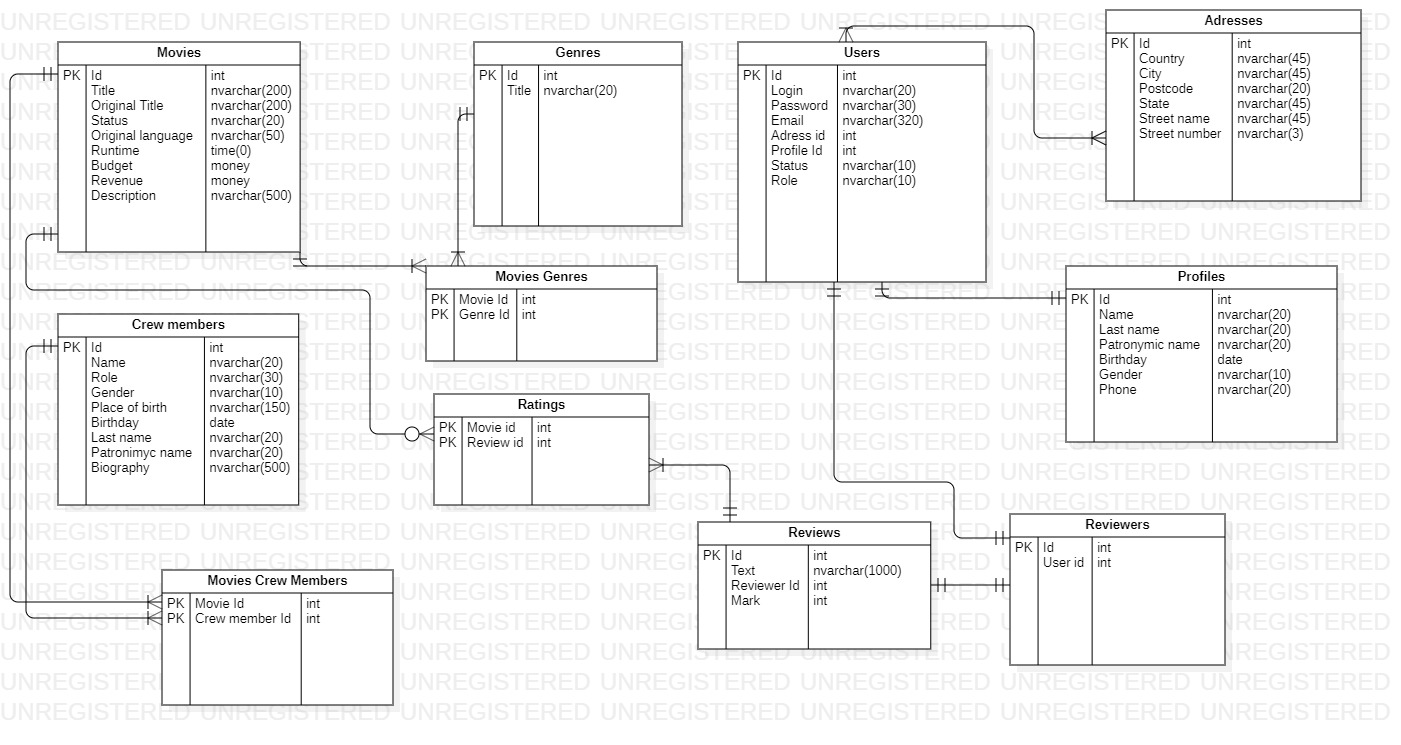 Movies
PK Id int
Title nvarchar(200)
Original Title nvarchar(200)
Status nvarchar(20)
Original language nvarchar(50)
Runtime time(0)
Budget money
Revenue money
Description nvarchar(500)
Genres
PK Id int
Title nvarchar(20)
Users
PK Id int
Login nvarchar(20)
Password nvarchar(30)
Email nvarchar(320)
Adress id int
Profile Id int
Status nvarchar(10)
Role nvarchar(10)
Adresses
PK Id int
Country nvarchar(45)
City nvarchar(45)
Postcode nvarchar(20)
State nvarchar(45)
Street name nvarchar(45)
Street number nvarchar(3)
Movies Genres
PK Movie Id int
PK Genre Id int
Profiles
PK Id int
Name nvarchar(20)
Last name nvarchar(20)
Patronymic name nvarchar(20)
Birthday date
Gender nvarchar(10)
Phone nvarchar(20)
Crew members
PK Id int
Name nvarchar(20)
Role nvarchar(30)
Gender nvarchar(10)
Place of birth nvarchar(150)
Birthday date
Last name nvarchar(20)
Patronimyc name nvarchar(20)
Biography nvarchar(500)
Ratings
PK Movie id int
PK Review id int
Reviews
PK Id int
Text nvarchar(1000)
Reviewer Id int
Mark int
Reviewers
PK Id int
User id int
Movies Crew Members
PK Movie Id int
PK Crew member Id int
UNREGISTERED